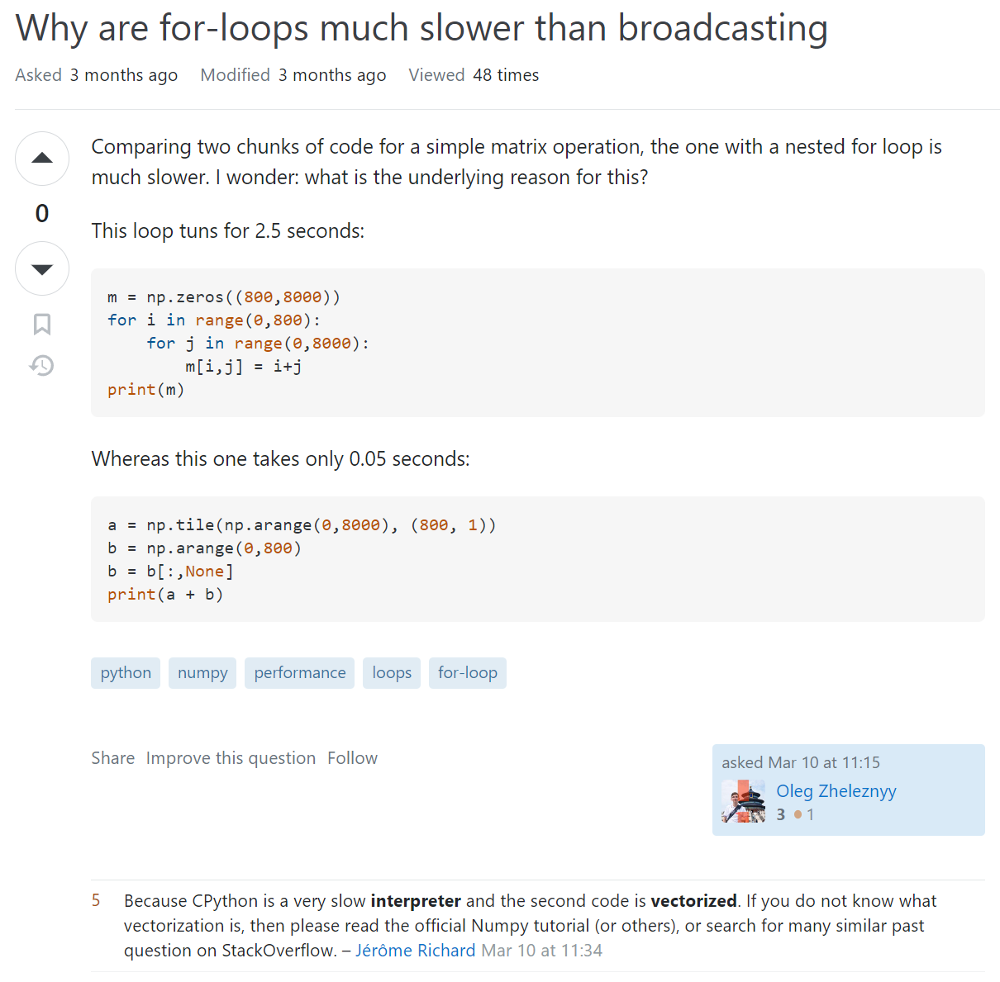 Why are for-loops much slower than broadcasting
Asked 3 months ago Modified 3 months ago Viewed 48 times
Comparing two chunks of code for a simple matrix operation, the one with a nested for loop is
much slower. I wonder: what is the underlying reason for this?
0
This loop tuns for 2.5 seconds:
m = np.zeros((800,8000))
for i in range(0,800):
    for j in range(0,8000):
        m[i,j] = i+j
print(m)
Whereas this one takes only 0.05 seconds:
a = np.tile(np.arange(0,8000), (800, 1))
b = np.arange(0,800)
b = b[:,None]
print(a + b)
python numpy performance loops for-loop
Share Improve this question Follow
asked Mar 10 at 11:15
Oleg Zheleznyy
3 1
5 Because CPython is a very slow interpreter and the second code is vectorized. If you do not know what
vectorization is, then please read the official Numpy tutorial (or others), or search for many similar past
question on StackOverflow. – Jérôme Richard Mar 10 at 11:34